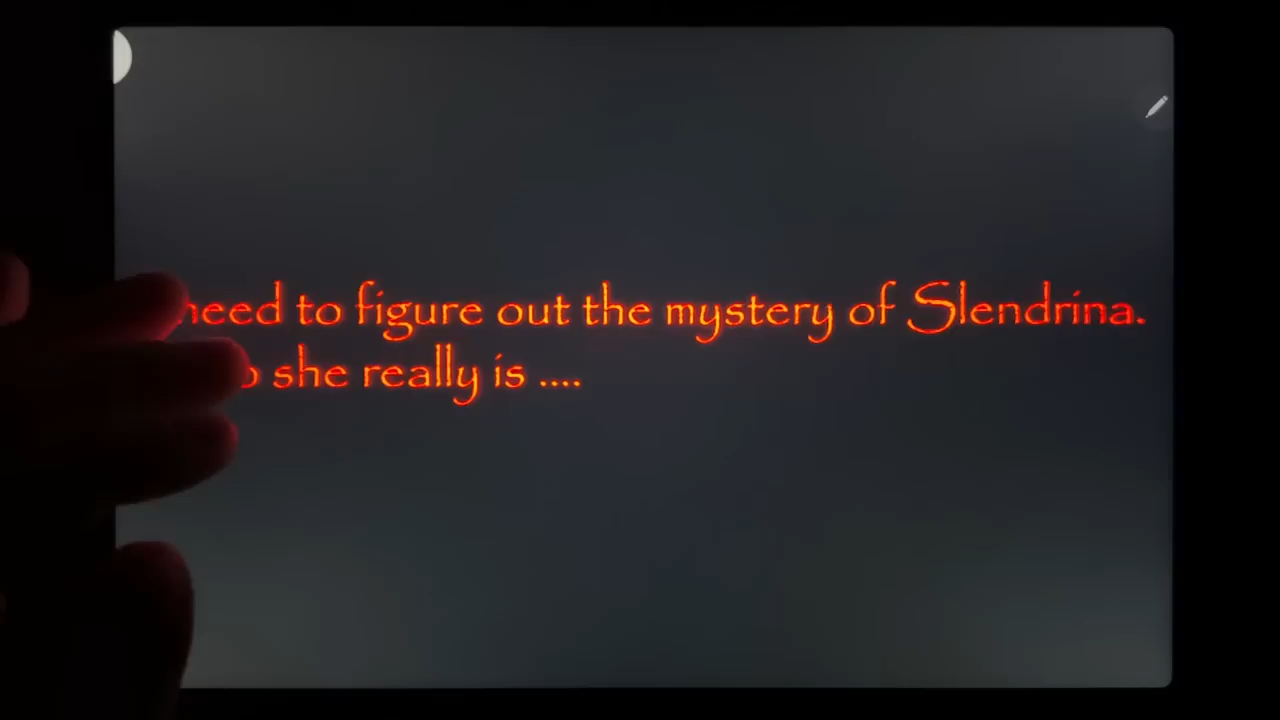 need to figure out the mystery of Slendrina.
she really is ....